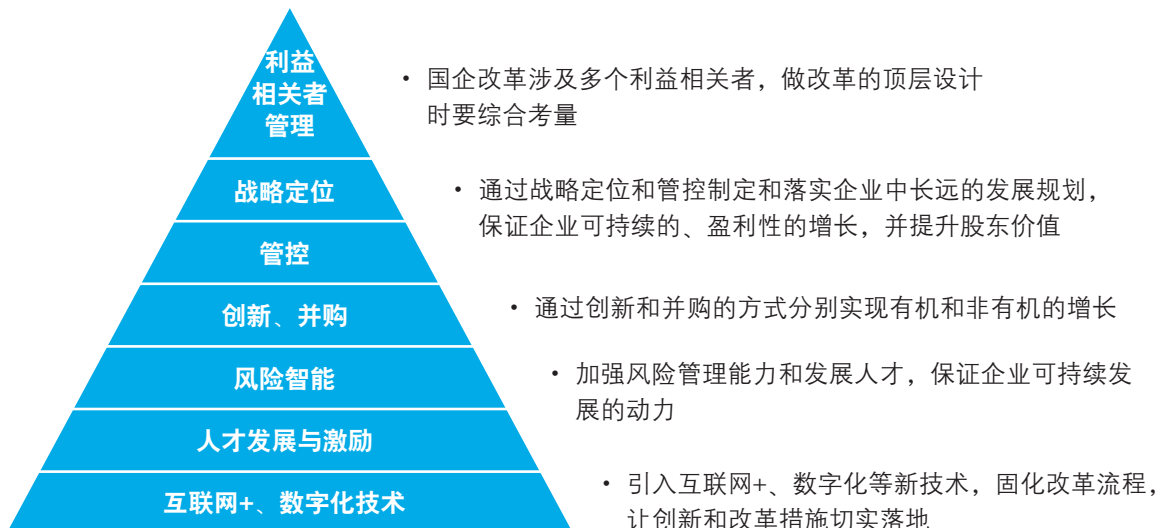 利益
相关者
管理
• 国企改革涉及多个利益相关者，做改革的顶层设计
时要综合考量
战略定位
• 通过战略定位和管控制定和落实企业中长远的发展规划，
保证企业可持续的、盈利性的增长，并提升股东价值
管控
创新、并购
• 通过创新和并购的方式分别实现有机和非有机的增长
风险智能
• 加强风险管理能力和发展人才，保证企业可持续发
展的动力
人才发展与激励
互联网+、数字化技术
• 引入互联网+、数字化等新技术，固化改革流程，
让创新和改革措施切实落地